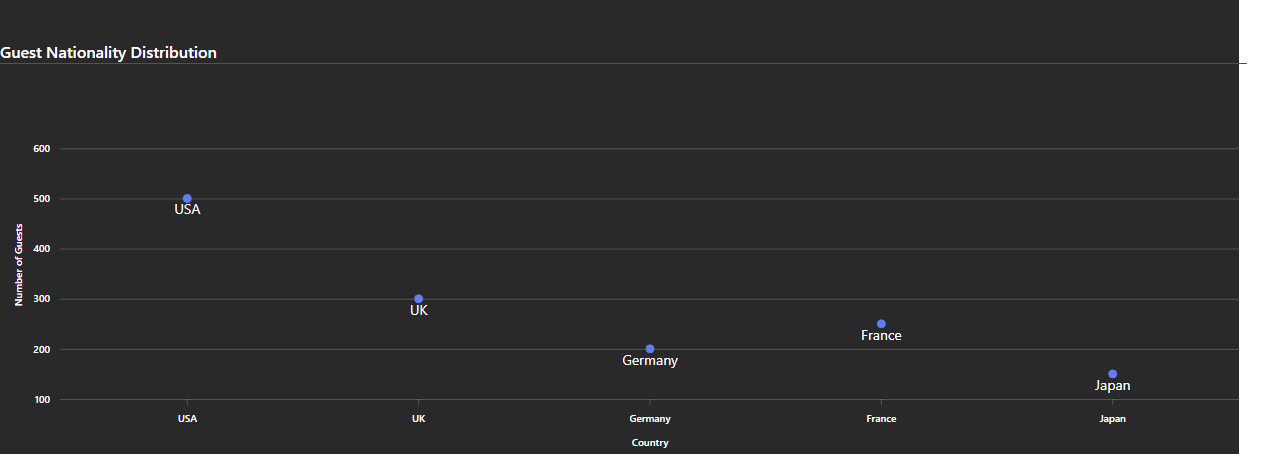 Guest Nationality Distribution
600
500
USA
400
Number of Guests
300
UK
France
200
Germany
Japan
100
USA UK Germany France Japan
Country